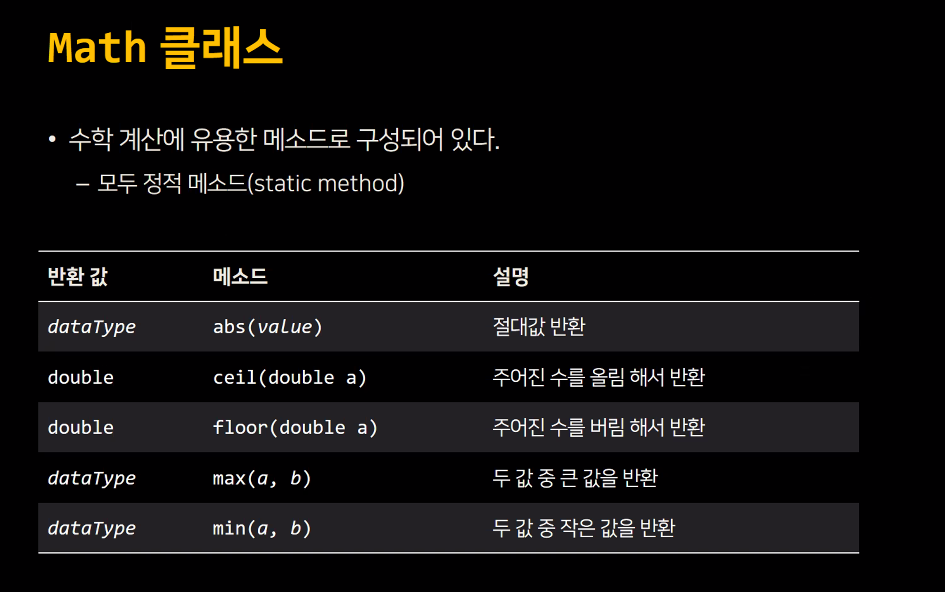 Math 클래스
• 수학 계산에 유용한 메소드로 구성되어 있다.
– 모두 정적 메소드(static method)
반환 값 메소드 설명
dataType abs(value) 절대값 반환
double ceil(double a) 주어진 수를 올림 해서 반환
double floor(double a) 주어진 수를 버림 해서 반환
dataType max(a, b) 두 값 중 큰 값을 반환
dataType min(a, b) 두 값 중 작은 값을 반환